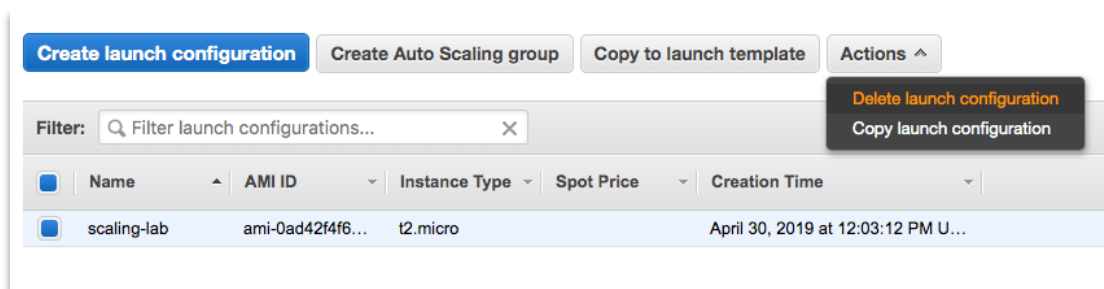 Create launch configuration Create Auto Scaling group Copy to launch template Actions
Delete launch configuration
Copy launch configuration
Filter: Filter launch configurations...
Name AMI ID Instance Type Spot Price Creation Time
scaling-lab ami-0ad42f4f6... t2.micro April 30, 2019 at 12:03:12 PM U...